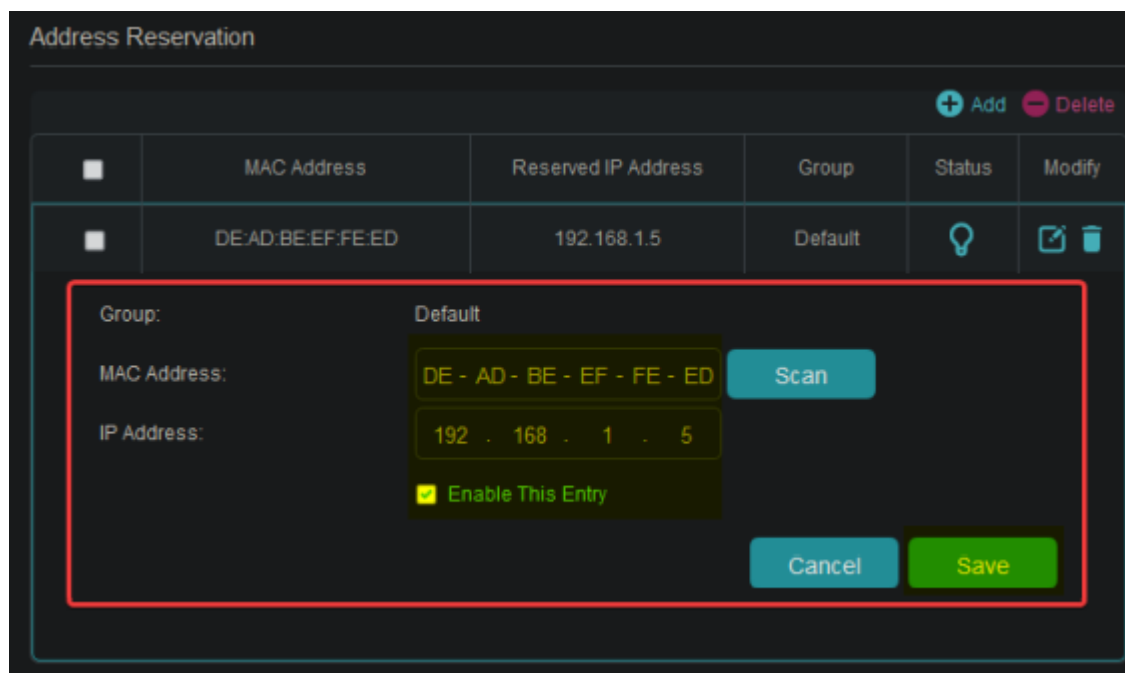 Address Reservation
Add Delete
MAC Address Reserved IP Address Group Status Modify
DE:AD:BE:EF:FE:ED 192.168.1.5 Default
Group: Default
MAC Address: DE - AD - BE - EF - FE - ED Scan
IP Address: 192 . 168 . 1 . 5
Enable This Entry
Cancel Save